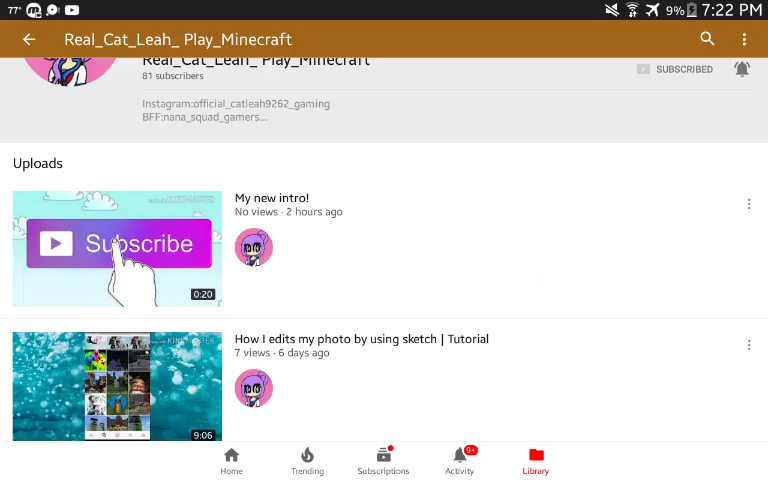 77°
9%
7:22 PM
Real_Cat_Leah_ Play_Minecraft
Real_Cat_Leah_ Play_Minecraft
81 subscribers
SUBSCRIBED
Instagram:official_catleah9262_gaming
BFF:nana_squad_gamers...
Uploads
Subscribe
0:20
My new intro!
No views · 2 hours ago
KINEMASTER
9:06
How I edits my photo by using sketch | Tutorial
7 views · 6 days ago
Home
Trending
Subscriptions
9+
Activity
Library